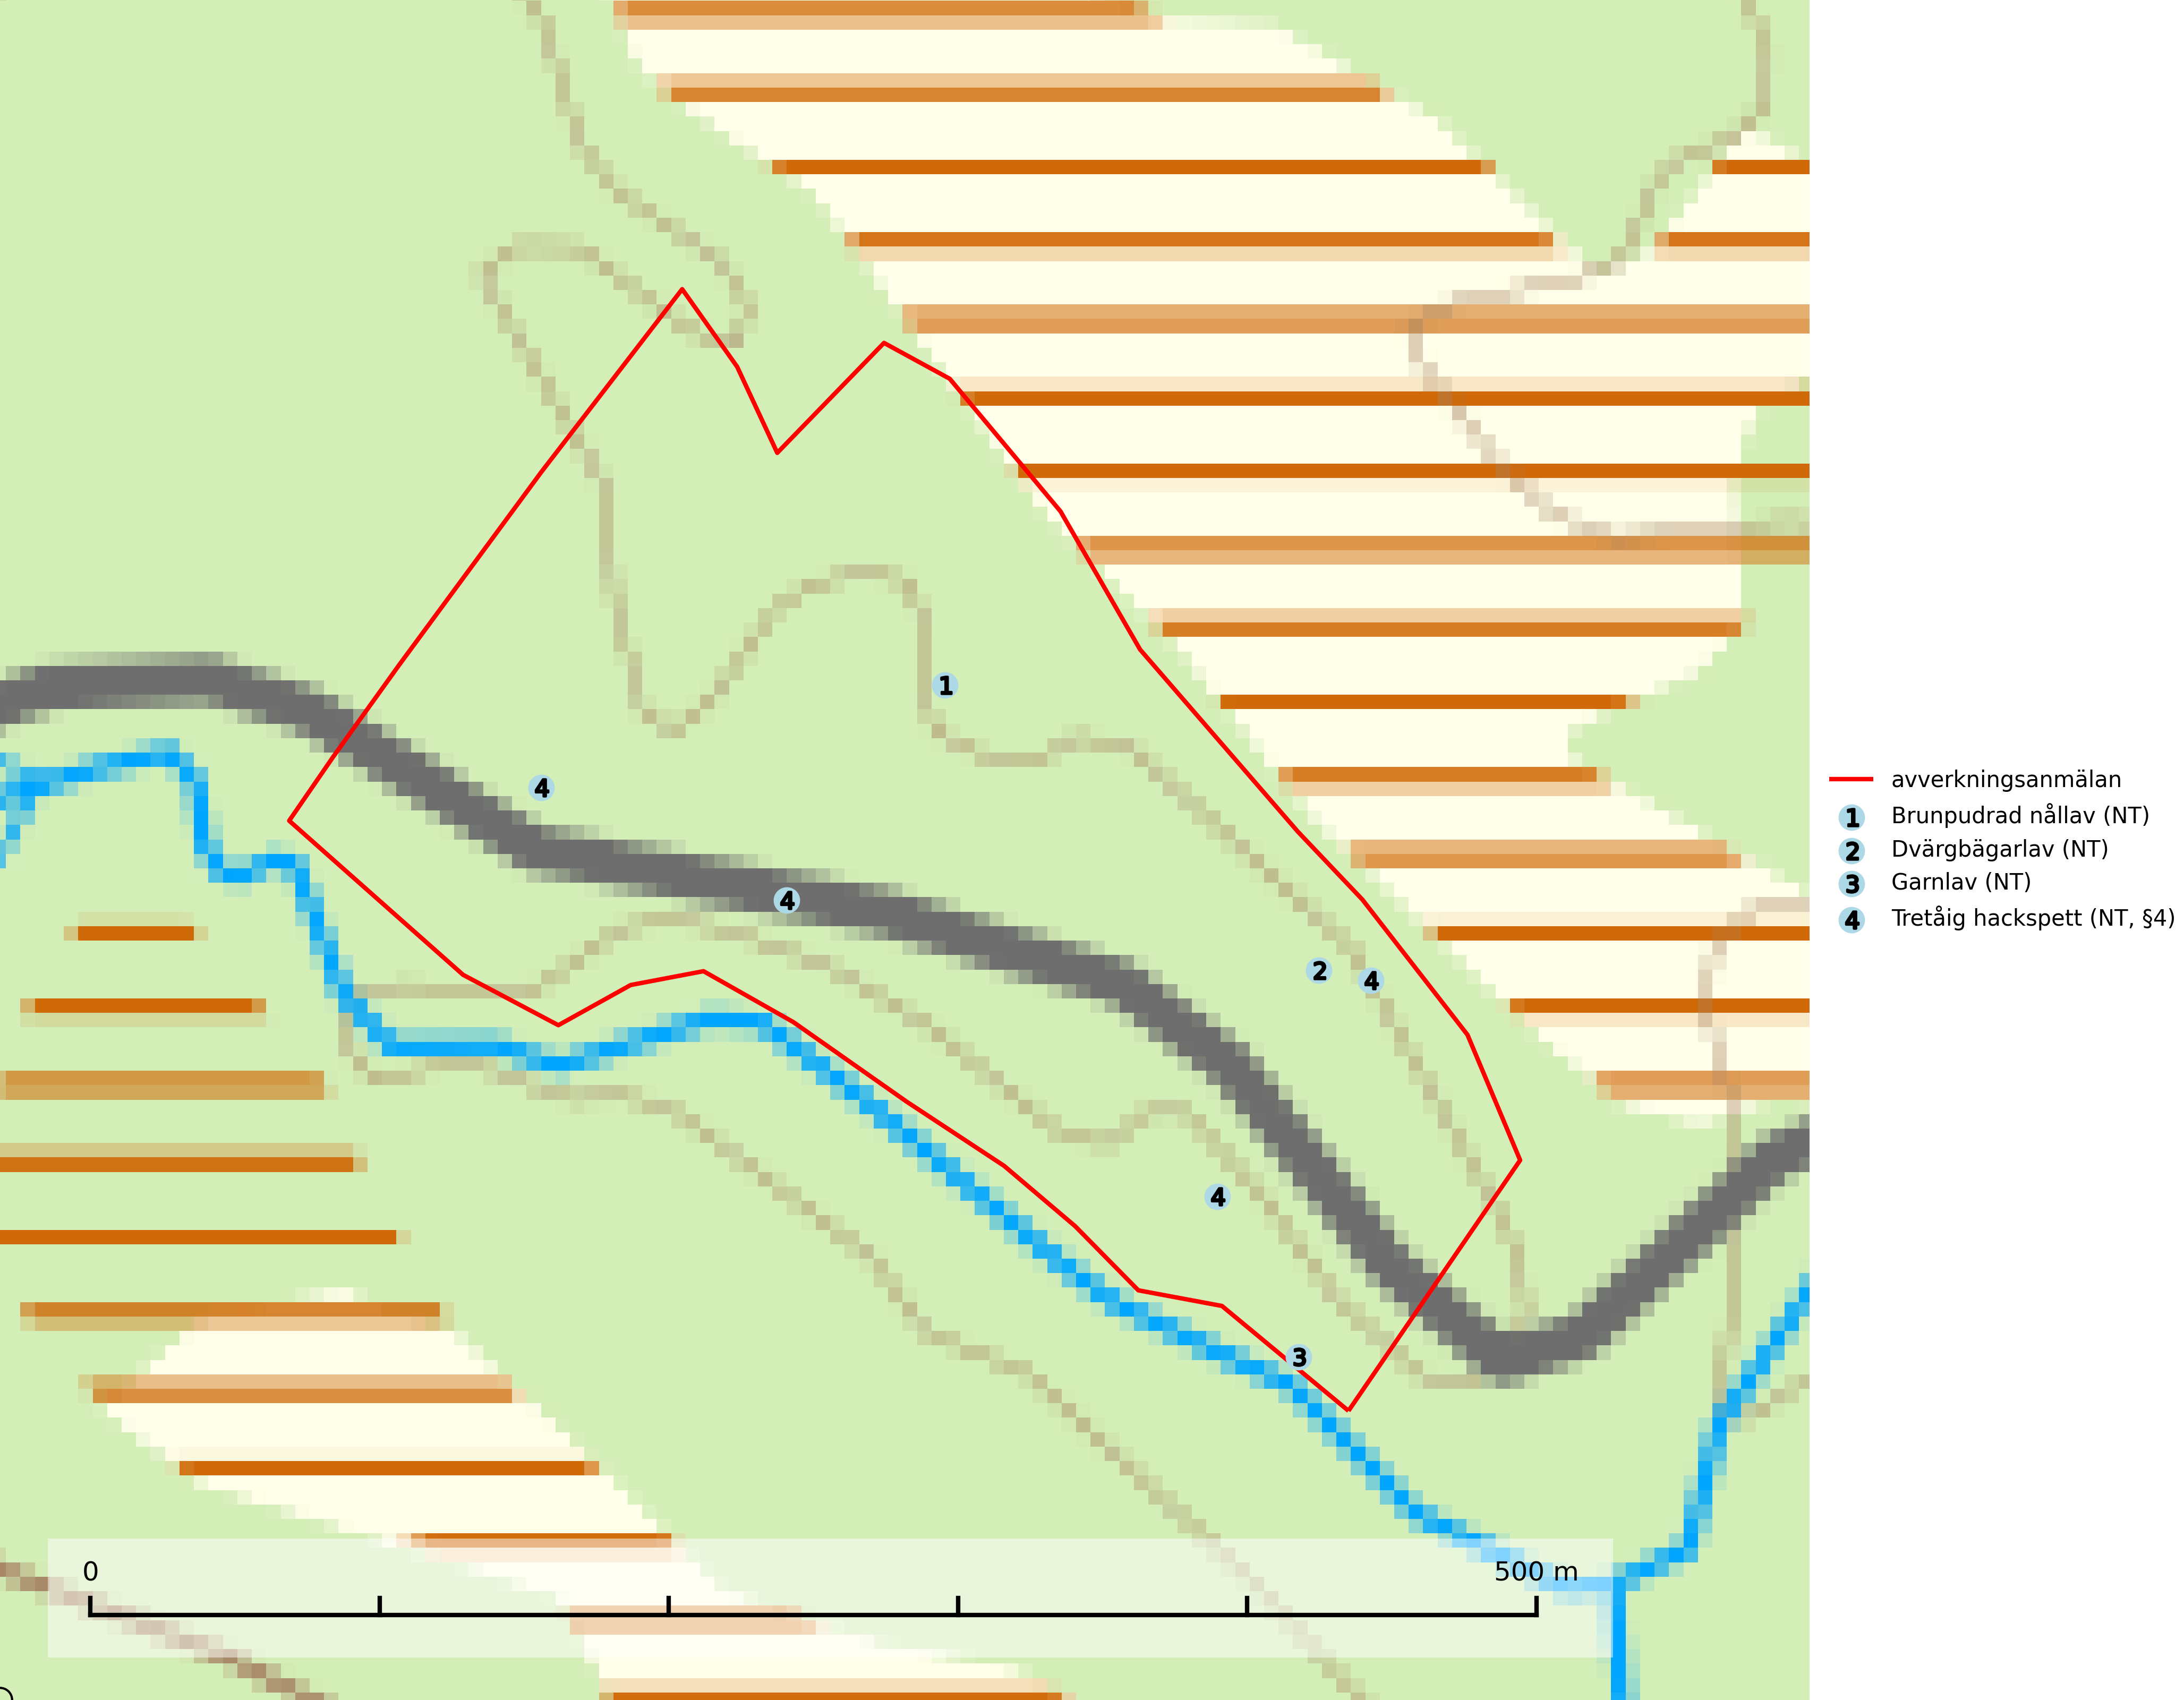 1
4
4
2
4
4
3
0
500 m
avverkningsanmälan
1 Brunpudrad nållav (NT)
2 Dvärgbägarlav (NT)
3 Garnlav (NT)
4 Tretåig hackspett (NT, §4)